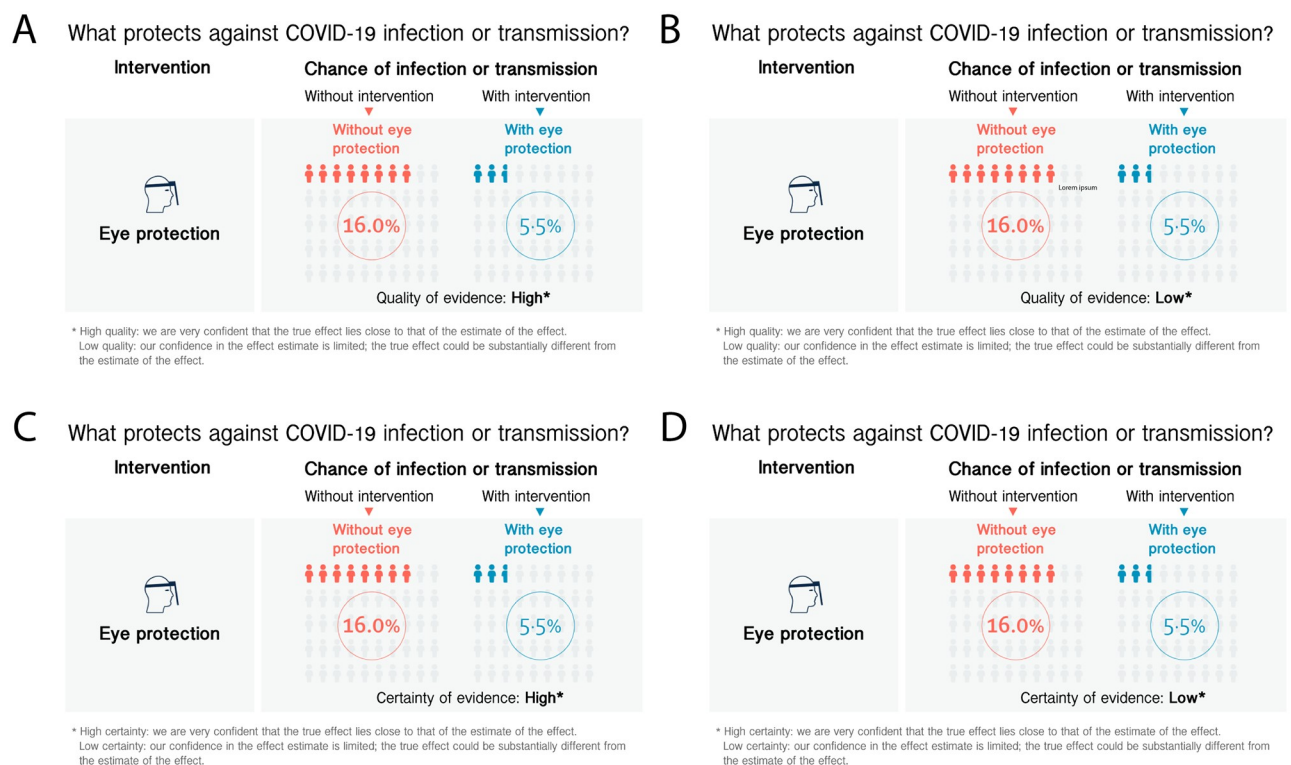 A
What protects against COVID-19 infection or transmission?
Intervention
Chance of infection or transmission
Without intervention
With intervention
Without eye
protection
With eye
protection
16.0%
5·5%
Eye protection
Quality of evidence: High*
* High quality: we are very confident that the true effect lies close to that of the estimate of the effect.
Low quality: our confidence in the effect estimate is limited; the true effect could be substantially different from
the estimate of the effect.
B
What protects against COVID-19 infection or transmission?
Intervention
Chance of infection or transmission
Without intervention
With intervention
Without eye
protection
With eye
protection
Lorem ipsum
16.0%
5·5%
Eye protection
Quality of evidence: Low*
* High quality: we are very confident that the true effect lies close to that of the estimate of the effect.
Low quality: our confidence in the effect estimate is limited; the true effect could be substantially different from
the estimate of the effect.
C
What protects against COVID-19 infection or transmission?
Intervention
Chance of infection or transmission
Without intervention
With intervention
Without eye
protection
With eye
protection
16.0%
5·5%
Eye protection
Certainty of evidence: High*
* High certainty: we are very confident that the true effect lies close to that of the estimate of the effect.
Low certainty: our confidence in the effect estimate is limited; the true effect could be substantially different from
the estimate of the effect.
D
What protects against COVID-19 infection or transmission?
Intervention
Chance of infection or transmission
Without intervention
With intervention
Without eye
protection
With eye
protection
16.0%
5·5%
Eye protection
Certainty of evidence: Low*
* High certainty: we are very confident that the true effect lies close to that of the estimate of the effect.
Low certainty: our confidence in the effect estimate is limited; the true effect could be substantially different from
the estimate of the effect.